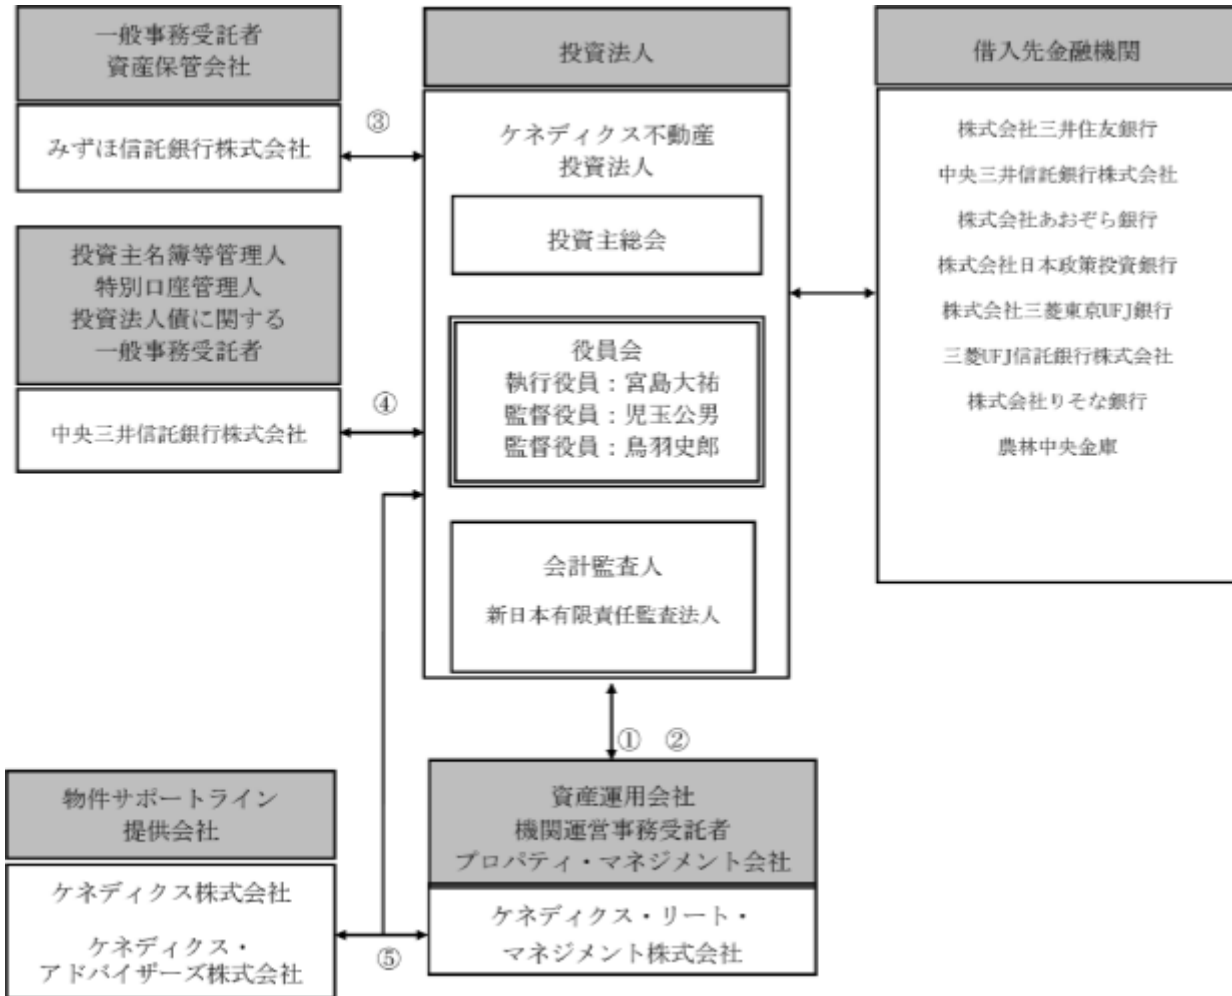 一般事務受託者
資産保管会社
みずほ信託銀行株式会社
③
投資主名簿等管理人
特別口座管理人
投資法人債に関する
一般事務受託者
中央三井信託銀行株式会社
④
投資法人
ケネディクス不動産
投資法人
投資主総会
役員会
執行役員：宮島大祐
監督役員：児玉公男
監督役員：鳥羽史郎
会計監査人
新日本有限責任監査法人
借入先金融機関
株式会社三井住友銀行
中央三井信託銀行株式会社
株式会社あおぞら銀行
株式会社日本政策投資銀行
株式会社三菱東京UFJ銀行
三菱UFJ信託銀行株式会社
株式会社りそな銀行
農林中央金庫
① ②
物件サポートライン
提供会社
ケネディクス株式会社
ケネディクス・
アドバイザーズ株式会社
⑤
資産運用会社
機関運営事務受託者
プロパティ・マネジメント会社
ケネディクス・リート・
マネジメント株式会社